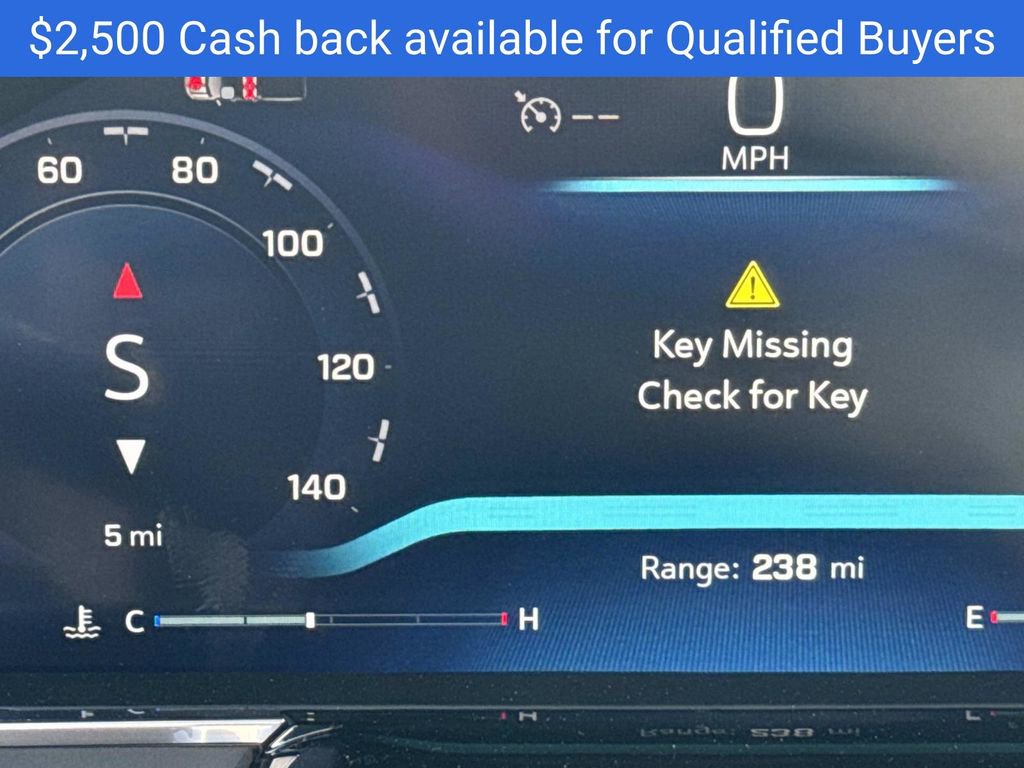 $2,500 Cash back available for Qualified Buyers
0
MPH
60
80
100
120
140
S
5 mi
Key Missing
Check for Key
Range: 238 mi
C
H
E